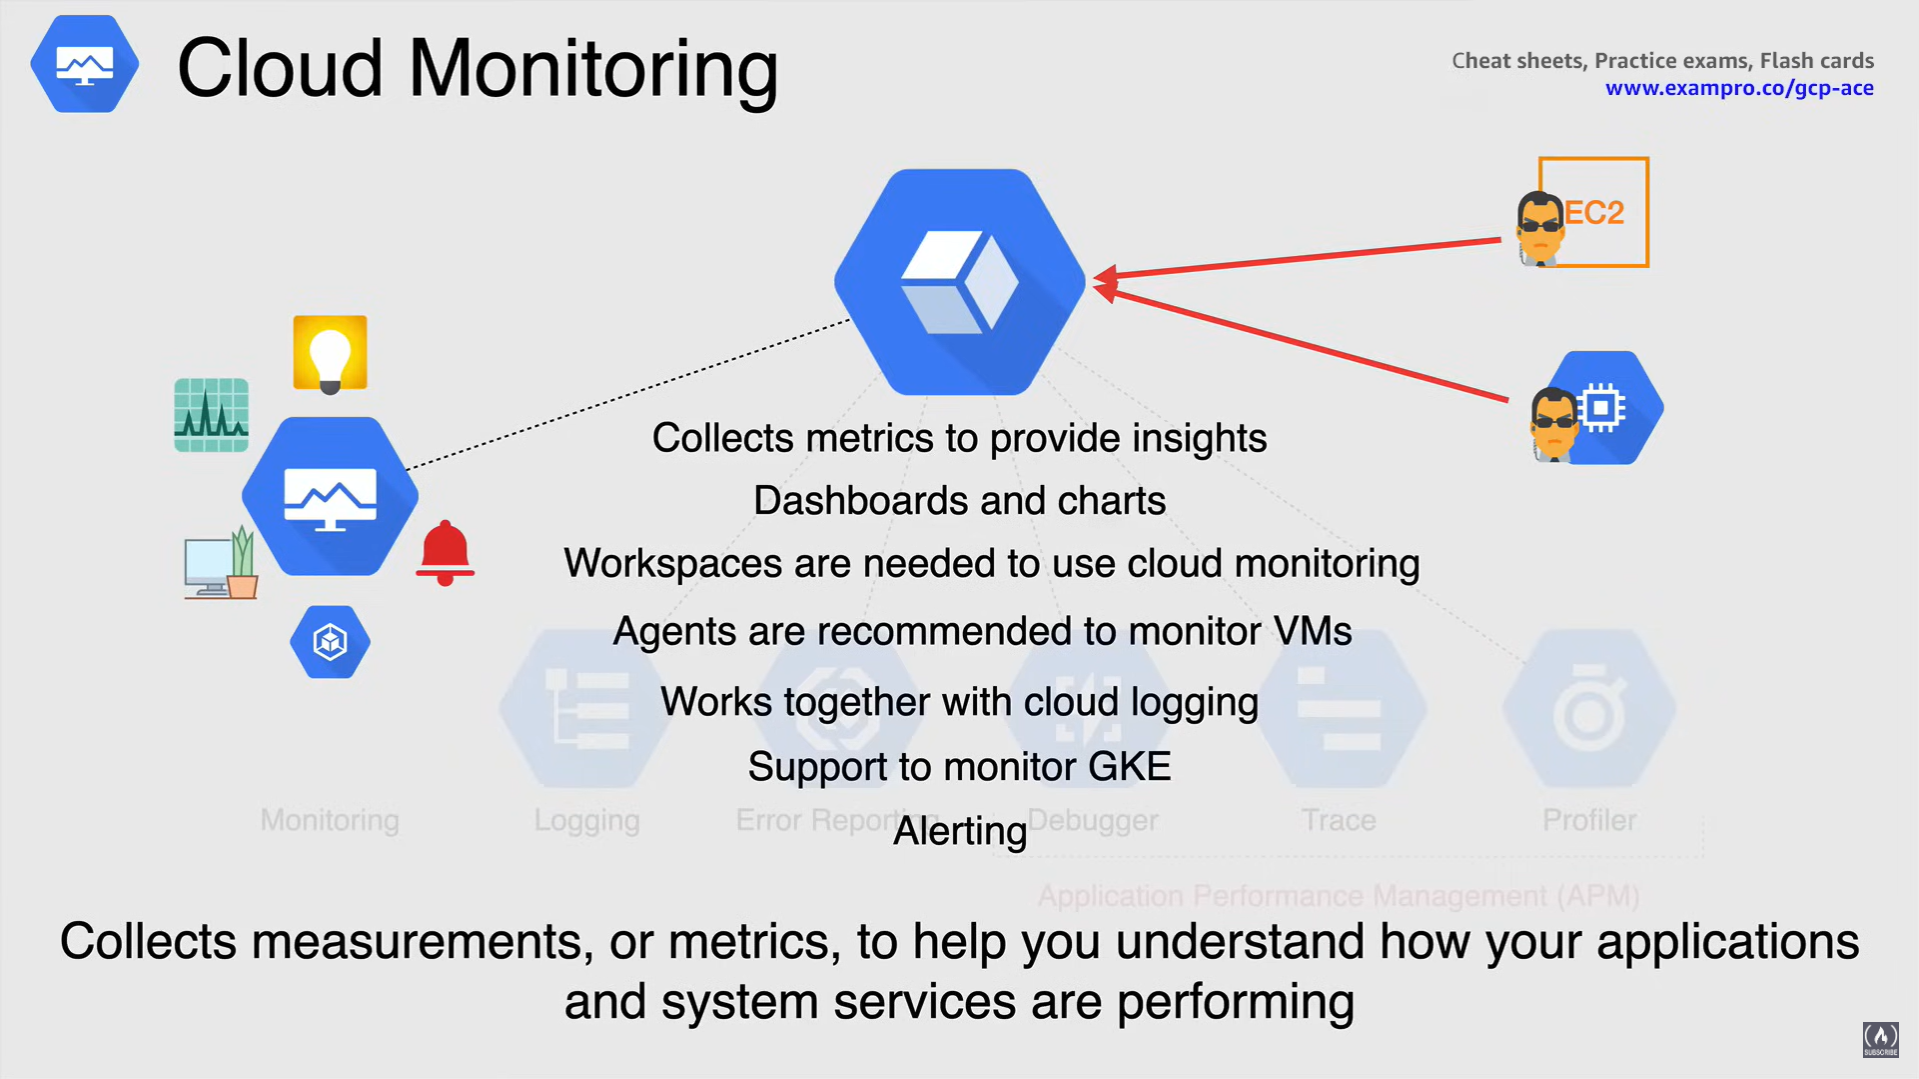 Cloud Monitoring
Cheat sheets, Practice exams, Flash cards
www.exampro.co/gcp-ace
EC2
Collects metrics to provide insights
Dashboards and charts
Workspaces are needed to use cloud monitoring
Agents are recommended to monitor VMs
Works together with cloud logging
Support to monitor GKE
Monitoring
Logging
Error Reporting
Debugger
Trace
Profiler
Alerting
Application Performance Management (APM)
Collects measurements, or metrics, to help you understand how your applications
and system services are performing
SUBSCRIBE